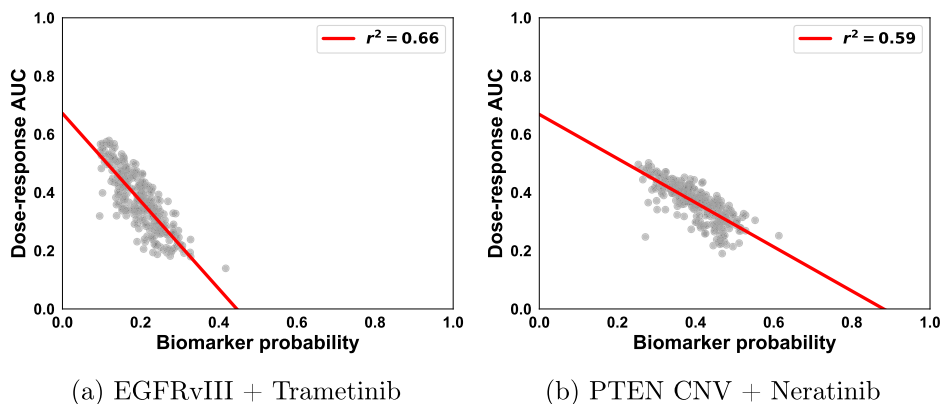 1.0
0.8
0.6
0.4
0.2
0.0
Dose-response AUC
r² = 0.66
0.0 0.2 0.4 0.6 0.8 1.0
Biomarker probability
(a) EGFRvIII + Trametinib
1.0
0.8
0.6
0.4
0.2
0.0
Dose-response AUC
r² = 0.59
0.0 0.2 0.4 0.6 0.8 1.0
Biomarker probability
(b) PTEN CNV + Neratinib